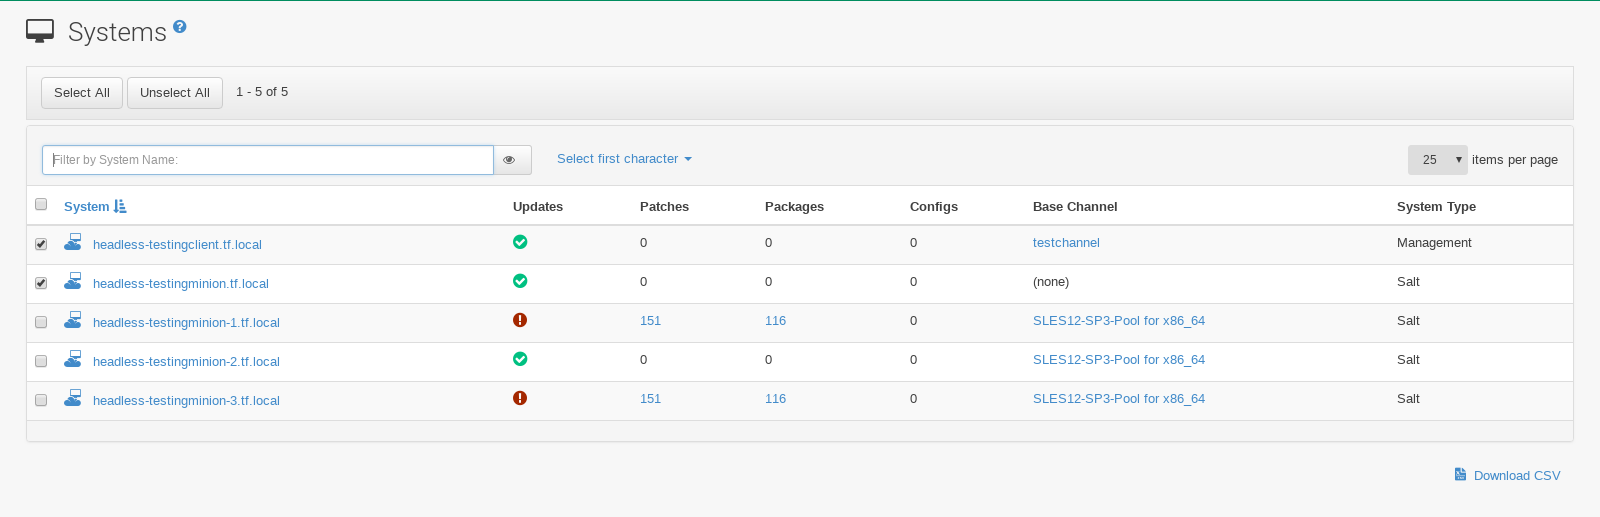 Systems
Select All Unselect All 1 - 5 of 5
Filter by System Name: Select first character 25 items per page
System Updates Patches Packages Configs Base Channel System Type
headless-testingclient.tf.local 0 0 0 testchannel Management
headless-testingminion.tf.local 0 0 0 (none) Salt
headless-testingminion-1.tf.local 151 116 0 SLES12-SP3-Pool for x86_64 Salt
headless-testingminion-2.tf.local 0 0 0 SLES12-SP3-Pool for x86_64 Salt
headless-testingminion-3.tf.local 151 116 0 SLES12-SP3-Pool for x86_64 Salt
Download CSV